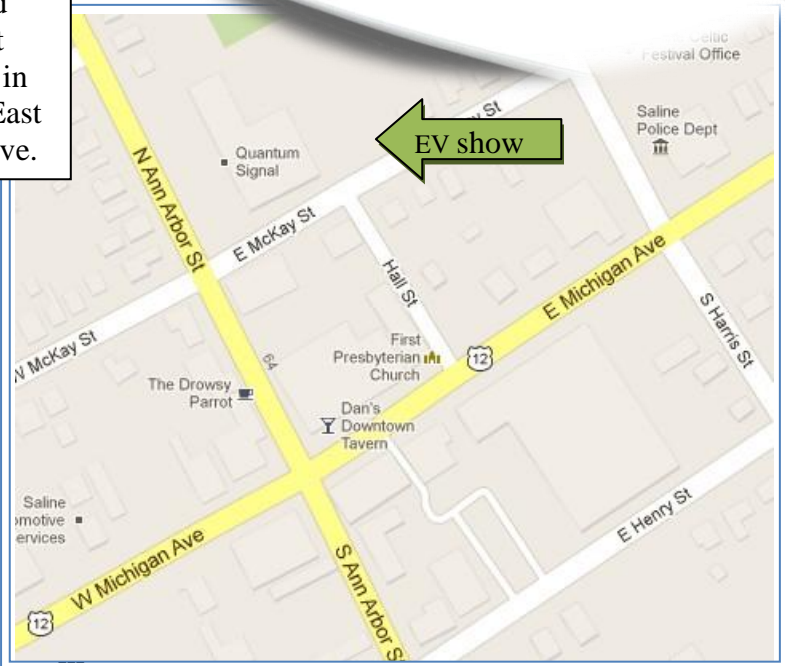 in
East
ve.
Celtic
Festival Office
EV show
Saline
Police Dept
Quantum
Signal
N Ann Arbor St
E McKay St
Hall St
E Michigan Ave
12
S Harris St
First
Presbyterian
Church
W McKay St
64
The Drowsy
Parrot
Dan's
Downtown
Tavern
Saline
omotive
ervices
W Michigan Ave
S Ann Arbor St
E Henry St
12